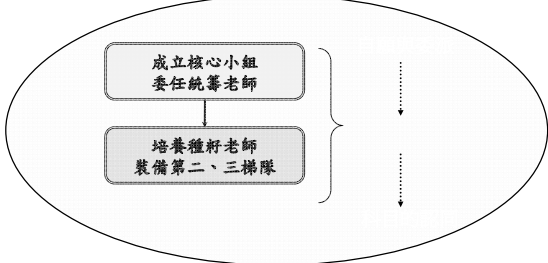 成立核心小組
委任統籌老師
培養種籽老師
裝備第二、三梯隊